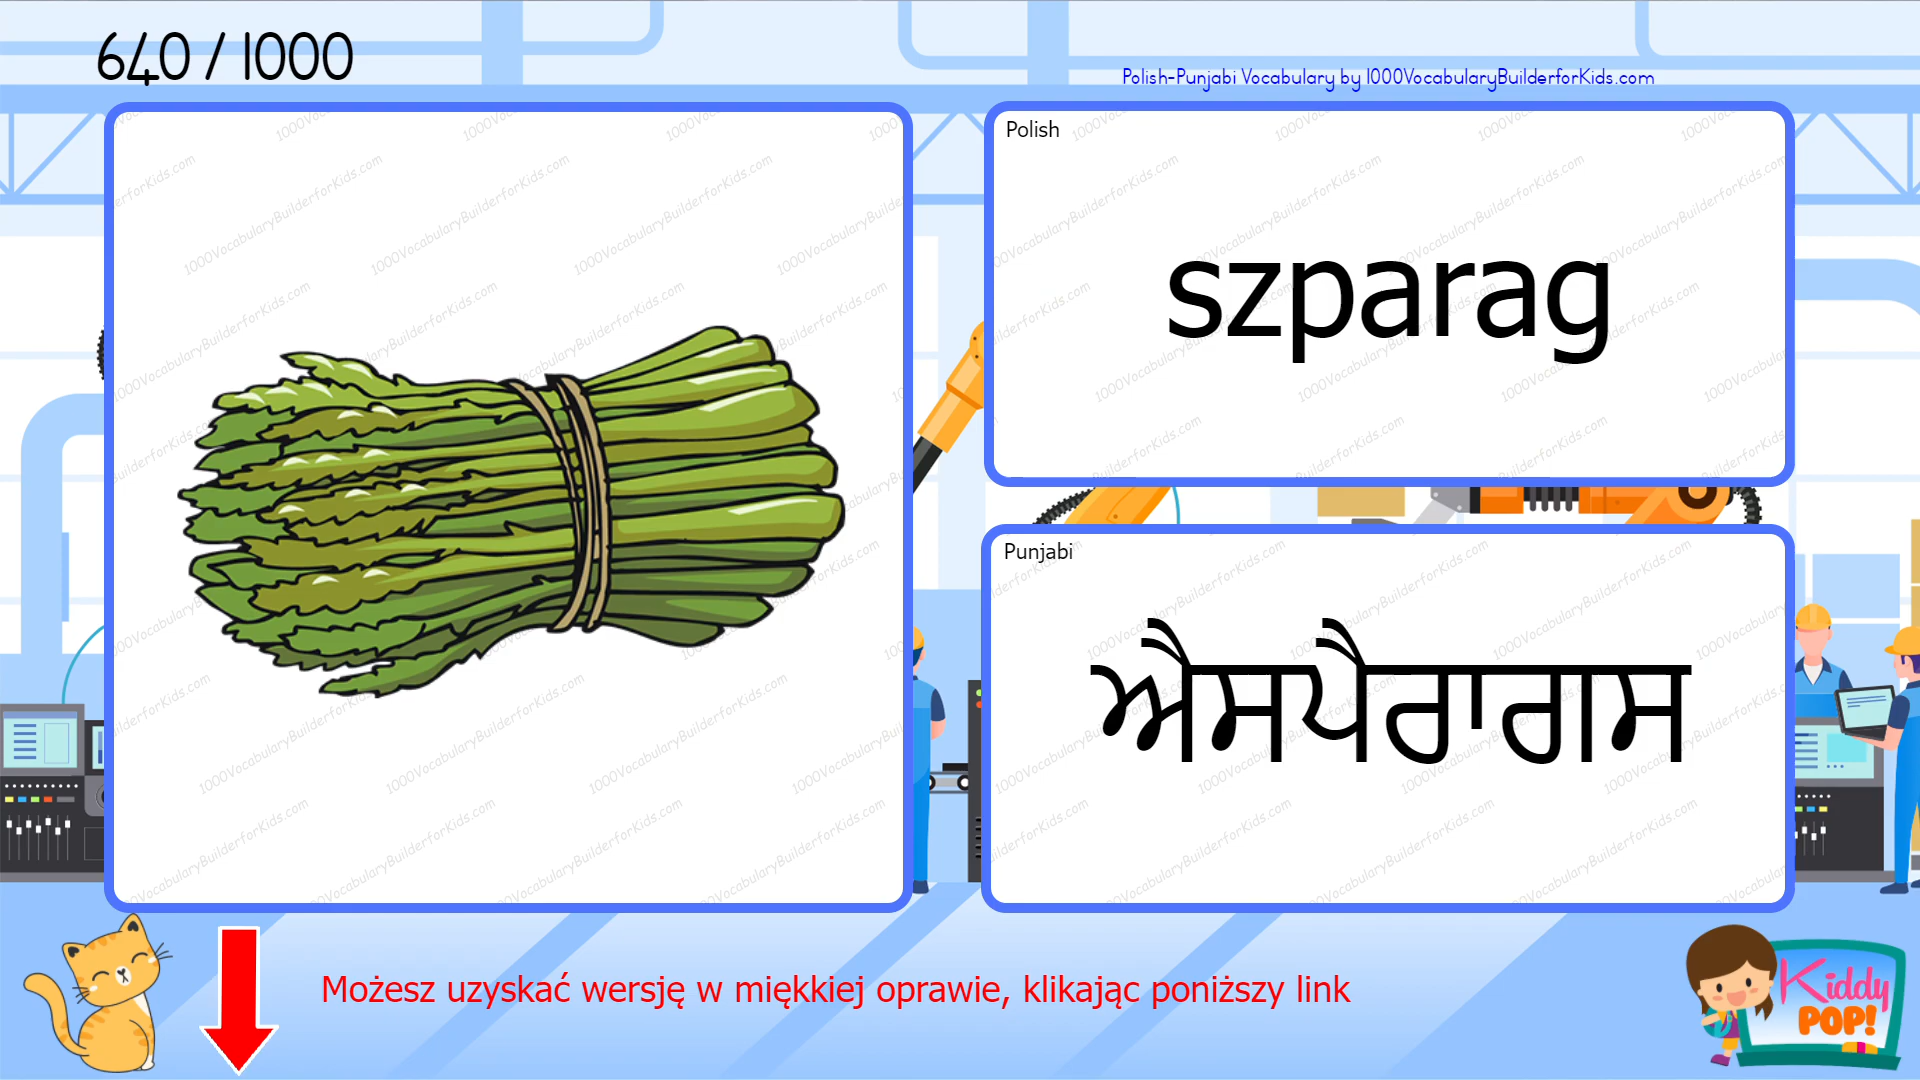 640 / 1000
Polish-Punjabi Vocabulary by 1000VocabularyBuilderforKids.com
Polish
szparag
Punjabi
ਐਸਪੈਰਾਗਸ
Możesz uzyskać wersję w miękkiej oprawie, klikając poniższy link
Kiddy
POP!